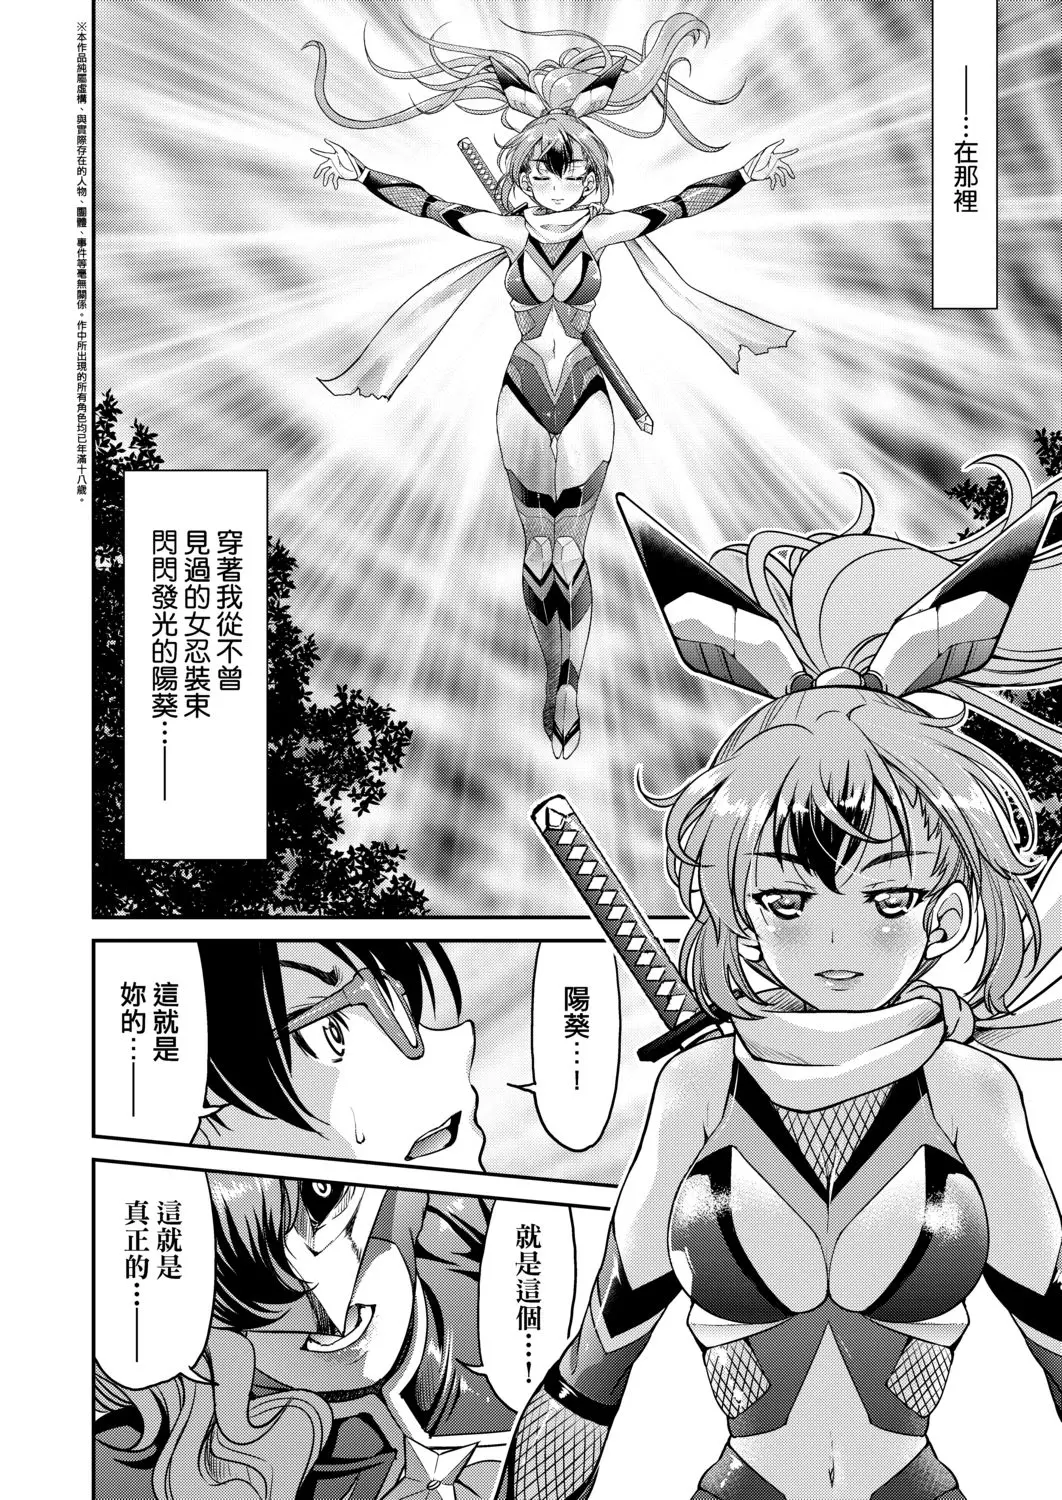 ———…在那裡
穿著我從不曾
見過的女忍裝束
閃閃發光的陽葵…———
陽葵…!
這就是
妳的…———
就是這個…!
這就是
真正的…———
※本作品純屬虛構、與實際存在的人物、團體、事件等毫無關係。作中所出現的所有角色均已年滿十八歲。